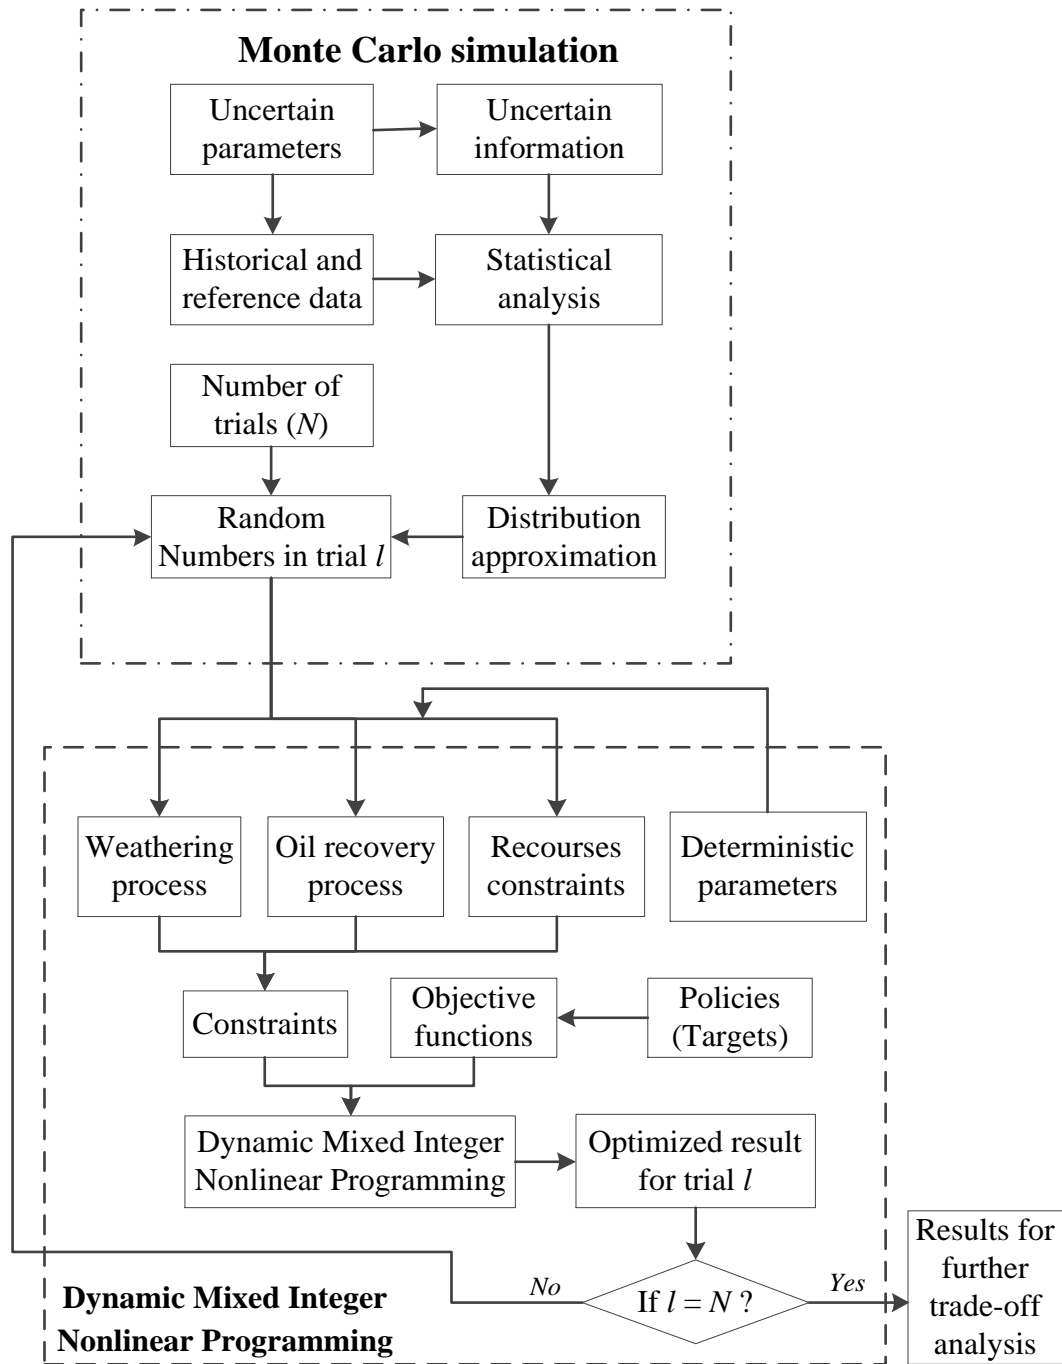 Monte Carlo simulation
Uncertain
parameters
Uncertain
information
Historical and
reference data
Statistical
analysis
Number of
trials (N)
Random
Numbers in trial l
Distribution
approximation
Weathering
process
Oil recovery
process
Recourses
constraints
Deterministic
parameters
Constraints
Objective
functions
Policies
(Targets)
Dynamic Mixed Integer
Nonlinear Programming
Optimized result
for trial l
If l = N ?
No
Yes
Results for
further
trade-off
analysis
Dynamic Mixed Integer
Nonlinear Programming